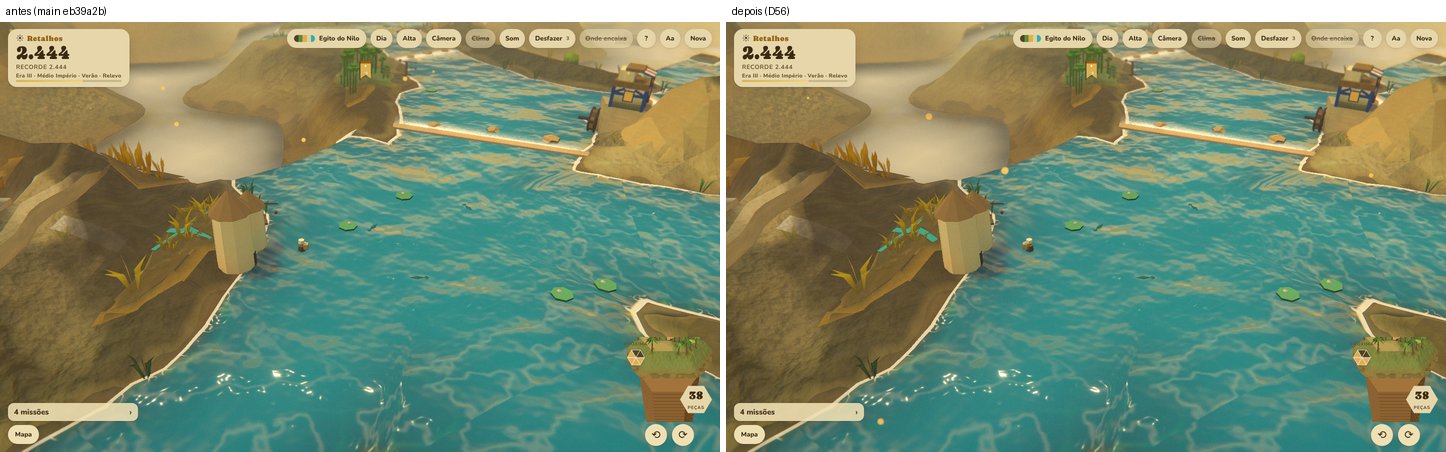 antes (main eb39a2b)
Retalhos
2.444
RECORDE 2.444
Era III · Médio Império · Verão · Relevo
Egito do Nilo
Dia
Alta
Câmera
Clima
Som
Desfazer 3
Onde encaixa
?
Aa
Nova
4 missões ›
Mapa
38
PEÇAS
depois (D56)
Retalhos
2.444
RECORDE 2.444
Era III · Médio Império · Verão · Relevo
Egito do Nilo
Dia
Alta
Câmera
Clima
Som
Desfazer 3
Onde encaixa
?
Aa
Nova
4 missões ›
Mapa
38
PEÇAS